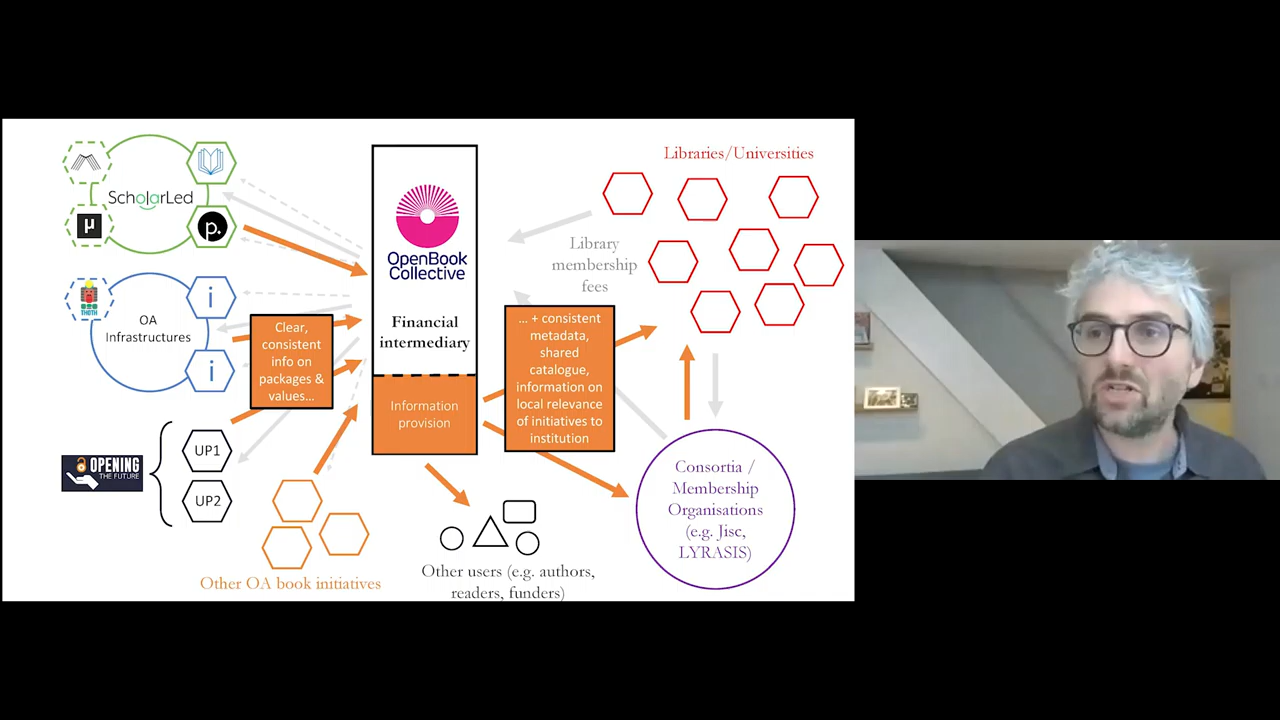 ScholarLed
µ
p.
THOTH
OA
Infrastructures
i
i
Clear,
consistent
info on
packages &
values...
OPENING
THE FUTURE
UP1
UP2
Other OA book initiatives
OpenBook
Collective
Financial
intermediary
Information
provision
Other users (e.g. authors,
readers, funders)
Libraries/Universities
Library
membership
fees
... + consistent
metadata,
shared
catalogue,
information on
local relevance
of initiatives to
institution
Consortia /
Membership
Organisations
(e.g. Jisc,
LYRASIS)